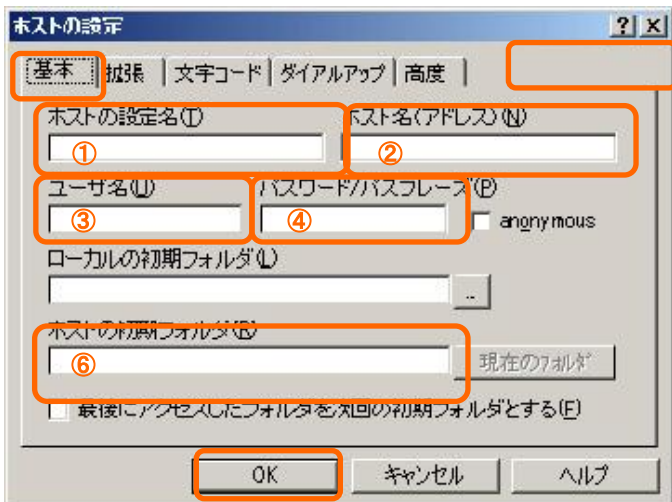 ホストの設定
基本 拡張 文字コード ダイアルアップ 高度
ホストの設定名(T) ホスト名(アドレス)(N)
① ②
ユーザ名(U) パスワード/パスフレーズ(P)
③ ④ anonymous
ローカルの初期フォルダ(L)
..
ホストの初期フォルダ(R)
⑥ 現在のフォルダ
最後にアクセスしたフォルダを次回の初期フォルダとする(F)
OK キャンセル ヘルプ